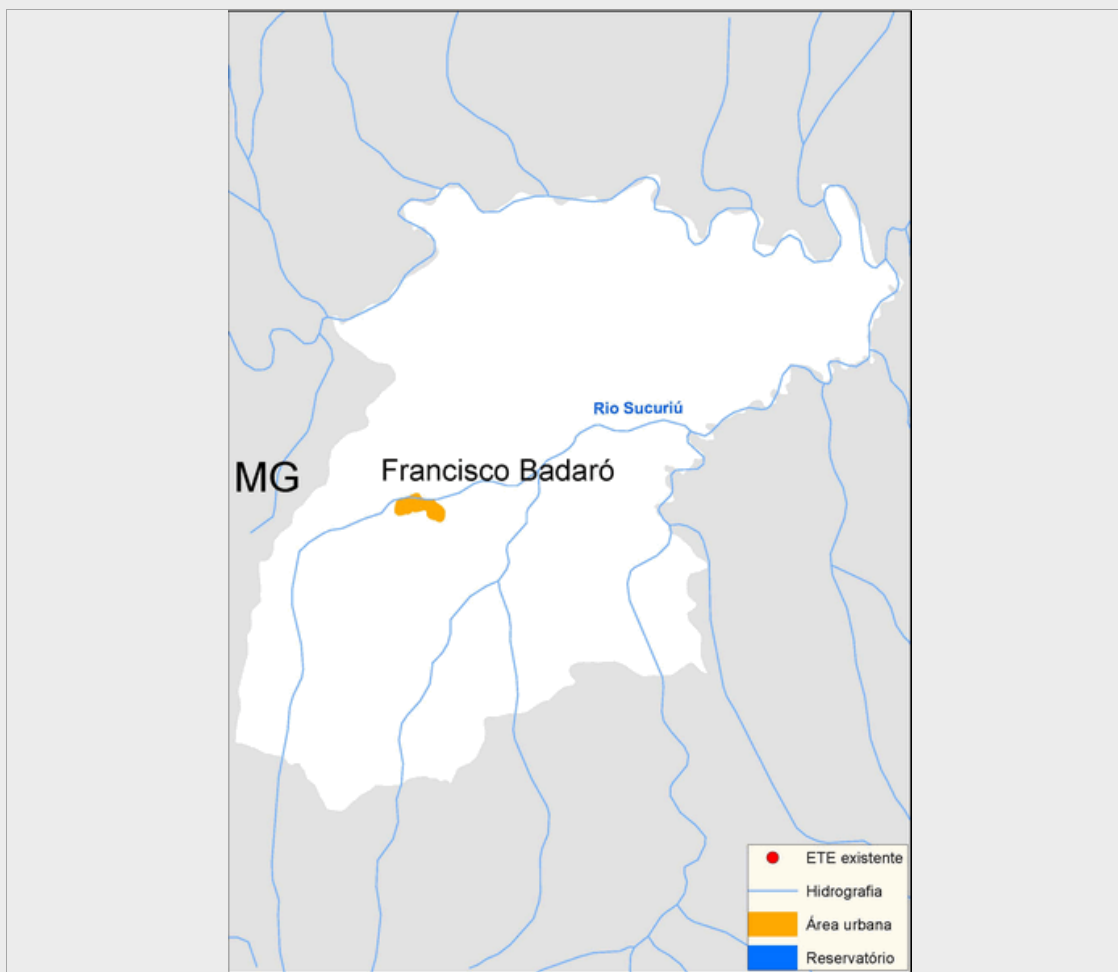 Rio Sucuriú
MG
Francisco Badaró
ETE existente
Hidrografia
Área urbana
Reservatório